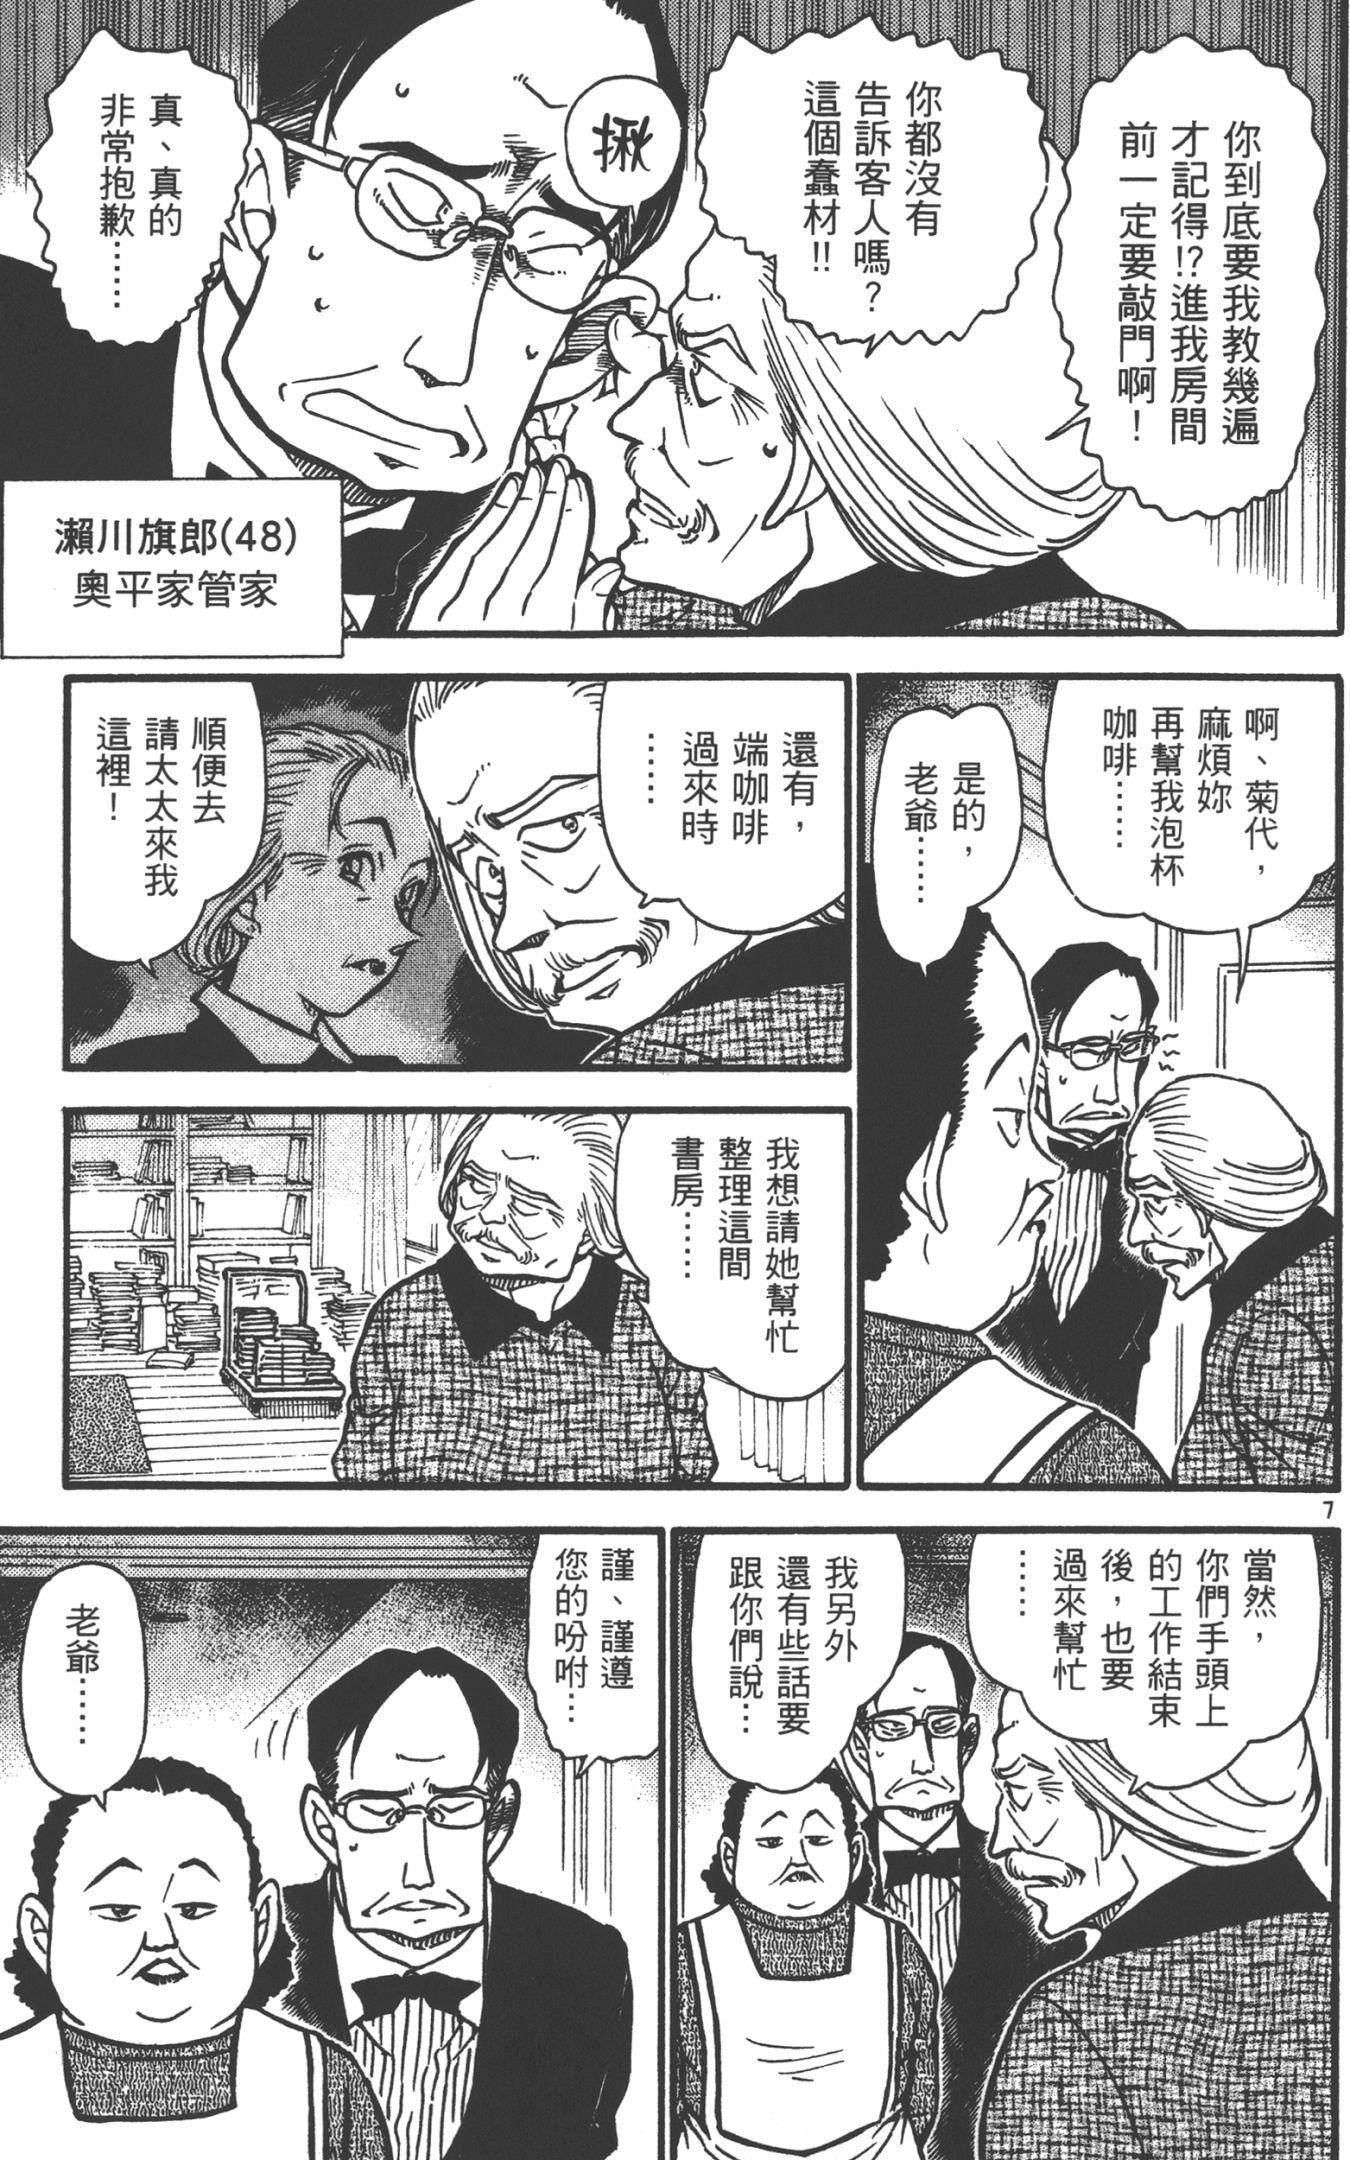 你到底要我教幾遍
才記得!?進我房間
前一定要敲門啊！
你都沒有
告訴客人嗎？
這個蠢材!!
揪
真、真的
非常抱歉……
瀨川旗郎(48)
奧平家管家
啊、菊代，
麻煩妳
再幫我泡杯
咖啡……
是的，
老爺……
還有，
端咖啡
過來時
……
順便去
請太太來我
這裡！
我想請她幫忙
整理這間
書房……
7
當然，
你們手頭上
的工作結束
後，也要
過來幫忙
……
我另外
還有些話要
跟你們說…
謹、謹遵
您的吩咐…
老爺……